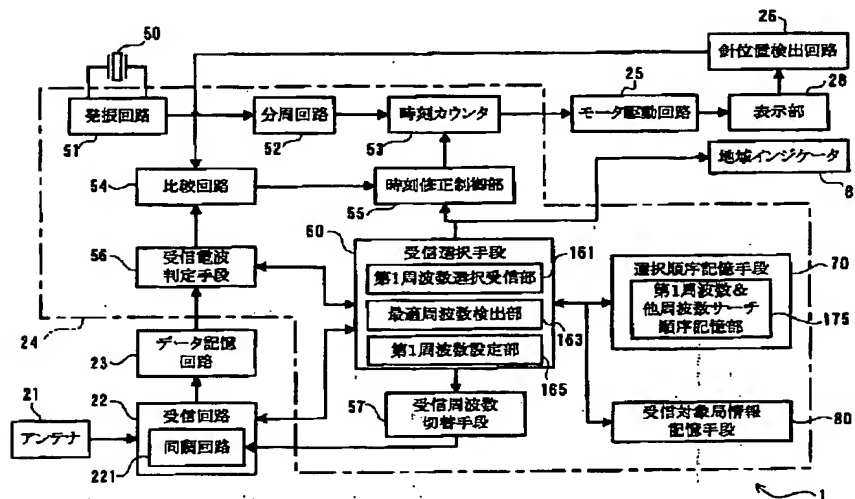 50
26
針位置検出回路
25
28
発振回路
51
分周回路
52
時刻カウンタ
53
モータ駆動回路
表示部
地域インジケータ
8
54
比較回路
時刻修正制御部
55
56
受信電波
判定手段
60
受信選択手段
161
第1周波数選択受信部
最適周波数検出部
163
第1周波数設定部
165
選択順序記憶手段
70
第1周波数&
他周波数サーチ
順序記憶部
175
24
23
データ記憶
回路
21
アンテナ
22
受信回路
同調回路
221
57
受信周波数
切替手段
受信対象局情報
記憶手段
80
1